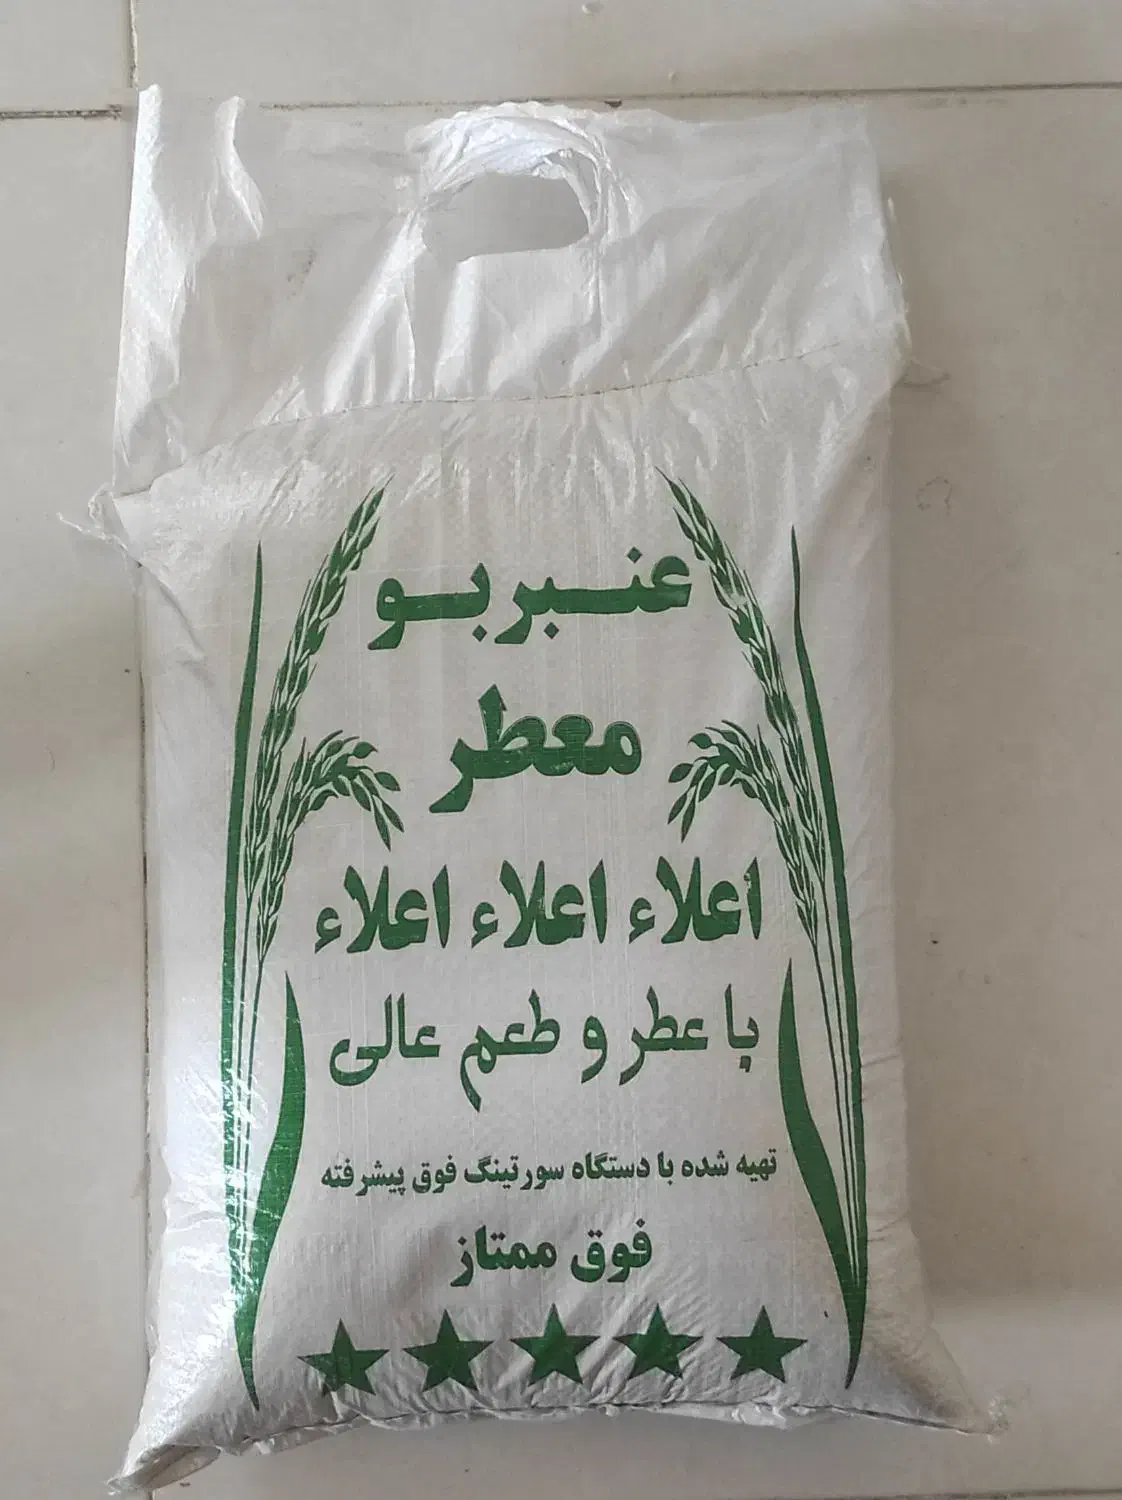 عنبربو
معطر
اعلاء اعلاء اعلاء
با عطر و طعم عالی
تهیه شده با دستگاه سورتینگ فوق پیشرفته
فوق ممتاز